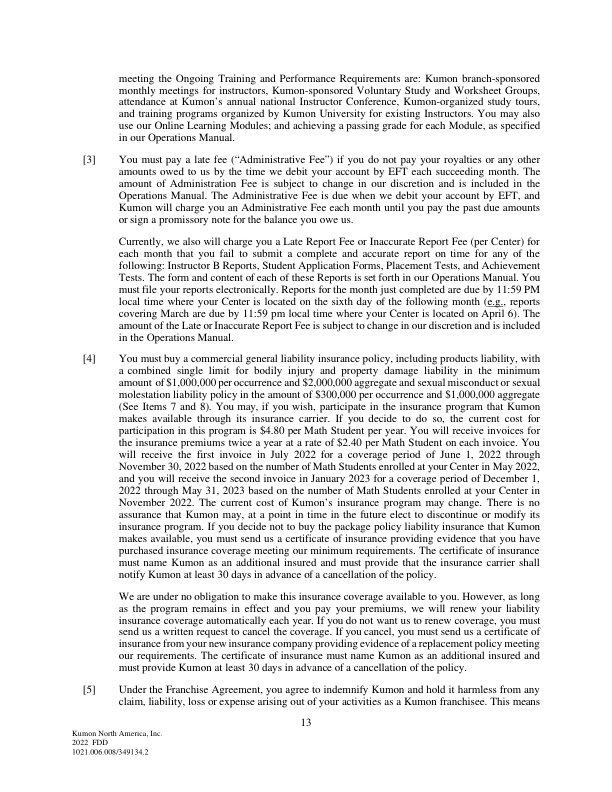 meeting the Ongoing Training and Performance Requirements are: Kumon branch-sponsored
monthly meetings for instructors, Kumon-sponsored Voluntary Study and Worksheet Groups,
attendance at Kumon's annual national Instructor Conference, Kumon-organized study tours,
and training programs organized by Kumon University for existing Instructors. You may also
use our Online Learning Modules; and achieving a passing grade for each Module, as specified
in our Operations Manual.
[3] You must pay a late fee ("Administrative Fee") if you do not pay your royalties or any other
amounts owed to us by the time we debit your account by EFT each succeeding month. The
amount of Administration Fee is subject to change in our discretion and is included in the
Operations Manual. The Administrative Fee is due when we debit your account by EFT, and
Kumon will charge you an Administrative Fee each month until you pay the past due amounts
or sign a promissory note for the balance you owe us.
Currently, we also will charge you a Late Report Fee or Inaccurate Report Fee (per Center) for
each month that you fail to submit a complete and accurate report on time for any of the
following: Instructor B Reports, Student Application Forms, Placement Tests, and Achievement
Tests. The form and content of each of these Reports is set forth in our Operations Manual. You
must file your reports electronically. Reports for the month just completed are due by 11:59 PM
local time where your Center is located on the sixth day of the following month (e.g., reports
covering March are due by 11:59 pm local time where your Center is located on April 6). The
amount of the Late or Inaccurate Report Fee is subject to change in our discretion and is included
in the Operations Manual.
[4] You must buy a commercial general liability insurance policy, including products liability, with
a combined single limit for bodily injury and property damage liability in the minimum
amount of $1,000,000 per occurrence and $2,000,000 aggregate and sexual misconduct or sexual
molestation liability policy in the amount of $300,000 per occurrence and $1,000,000 aggregate
(See Items 7 and 8). You may, if you wish, participate in the insurance program that Kumon
makes available through its insurance carrier. If you decide to do so, the current cost for
participation in this program is $4.80 per Math Student per year. You will receive invoices for
the insurance premiums twice a year at a rate of $2.40 per Math Student on each invoice. You
will receive the first invoice in July 2022 for a coverage period of June 1, 2022 through
November 30, 2022 based on the number of Math Students enrolled at your Center in May 2022,
and you will receive the second invoice in January 2023 for a coverage period of December 1,
2022 through May 31, 2023 based on the number of Math Students enrolled at your Center in
November 2022. The current cost of Kumon's insurance program may change. There is no
assurance that Kumon may, at a point in time in the future elect to discontinue or modify its
insurance program. If you decide not to buy the package policy liability insurance that Kumon
makes available, you must send us a certificate of insurance providing evidence that you have
purchased insurance coverage meeting our minimum requirements. The certificate of insurance
must name Kumon as an additional insured and must provide that the insurance carrier shall
notify Kumon at least 30 days in advance of a cancellation of the policy.
We are under no obligation to make this insurance coverage available to you. However, as long
as the program remains in effect and you pay your premiums, we will renew your liability
insurance coverage automatically each year. If you do not want us to renew coverage, you must
send us a written request to cancel the coverage. If you cancel, you must send us a certificate of
insurance from your new insurance company providing evidence of a replacement policy meeting
our requirements. The certificate of insurance must name Kumon as an additional insured and
must provide Kumon at least 30 days in advance of a cancellation of the policy.
[5] Under the Franchise Agreement, you agree to indemnify Kumon and hold it harmless from any
claim, liability, loss or expense arising out of your activities as a Kumon franchisee. This means
13
Kumon North America, Inc.
2022 FDD
1021.006.008/349134.2